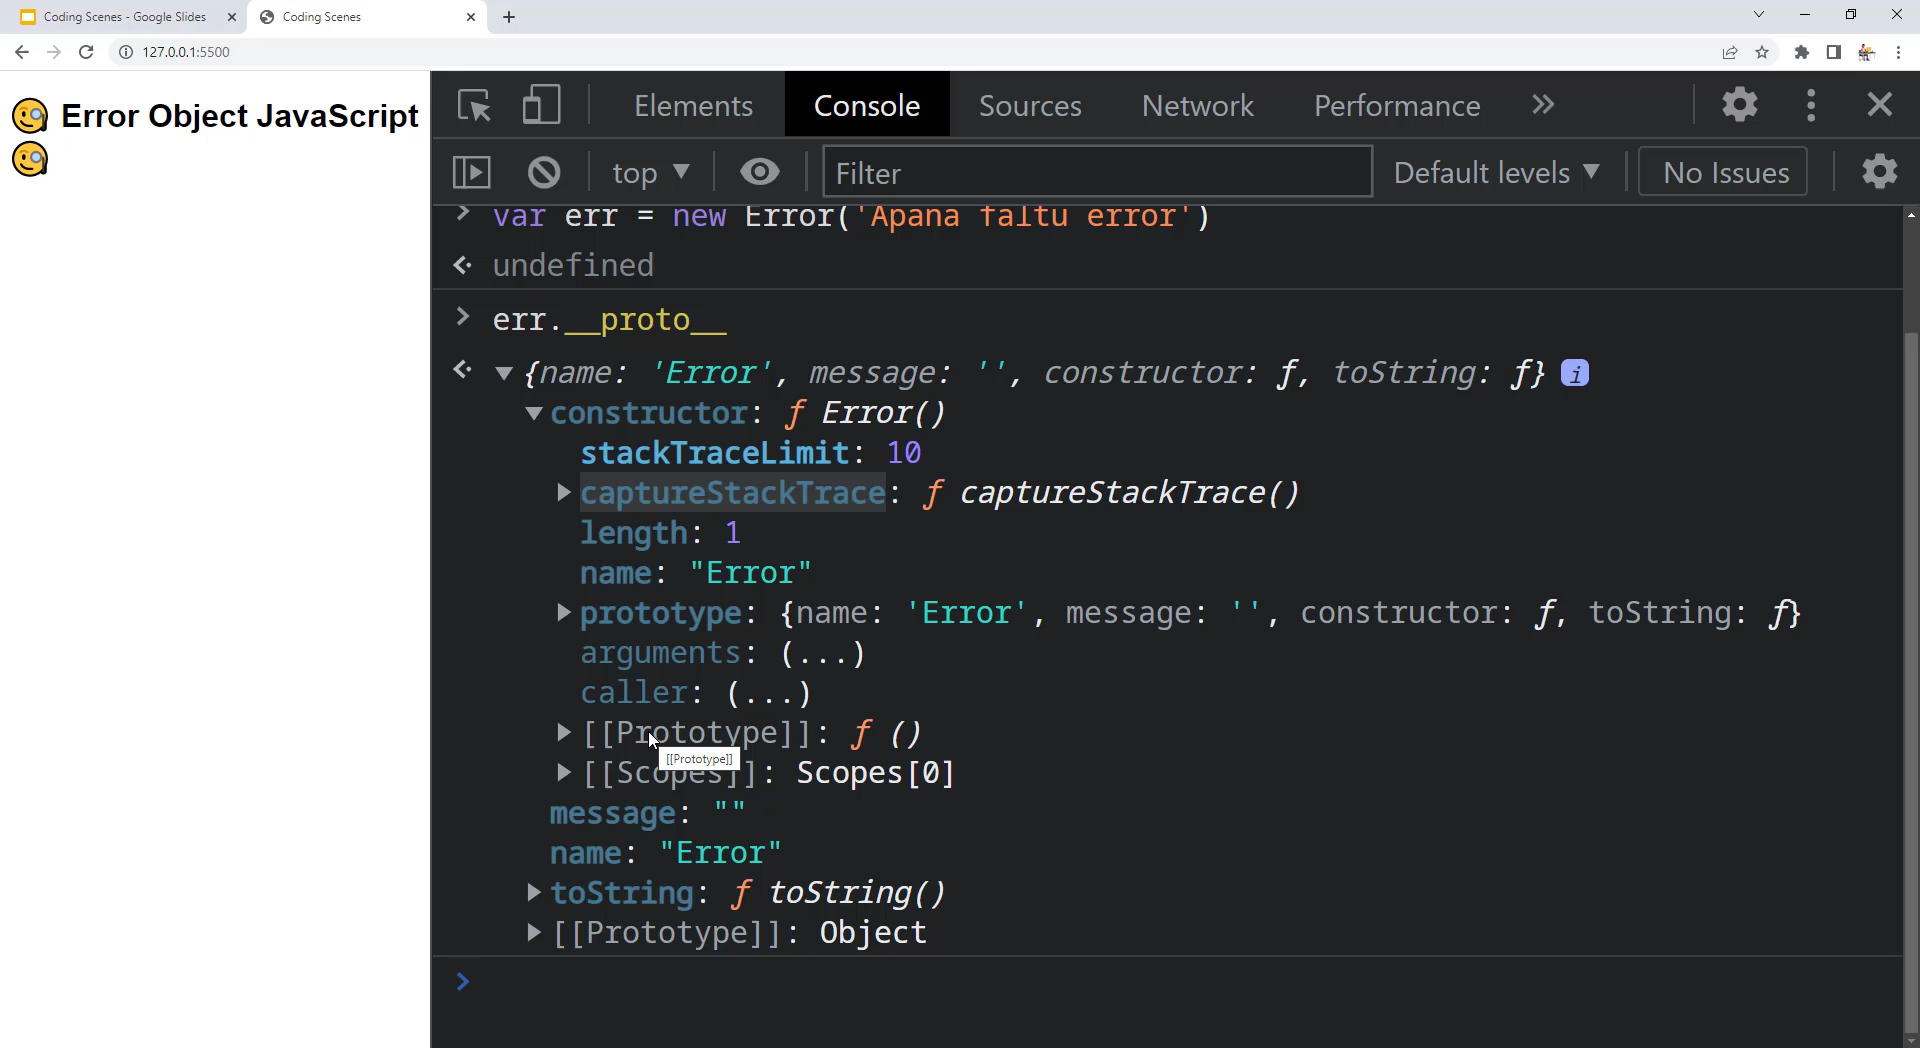 Coding Scenes - Google Slides
Coding Scenes
127.0.0.1:5500
Error Object JavaScript
Elements Console Sources Network Performance
top ▼ Filter Default levels ▼ No Issues
> var err = new Error('Apana faltu error')
undefined
> err.__proto__
▼ {name: 'Error', message: '', constructor: ƒ, toString: ƒ} i
▼ constructor: ƒ Error()
stackTraceLimit: 10
▶ captureStackTrace: ƒ captureStackTrace()
length: 1
name: "Error"
▶ prototype: {name: 'Error', message: '', constructor: ƒ, toString: ƒ}
arguments: (...)
caller: (...)
▶ [[Prototype]]: ƒ ()
[[Prototype]]
▶ [[Scopes]]: Scopes[0]
message: ""
name: "Error"
▶ toString: ƒ toString()
▶ [[Prototype]]: Object
>